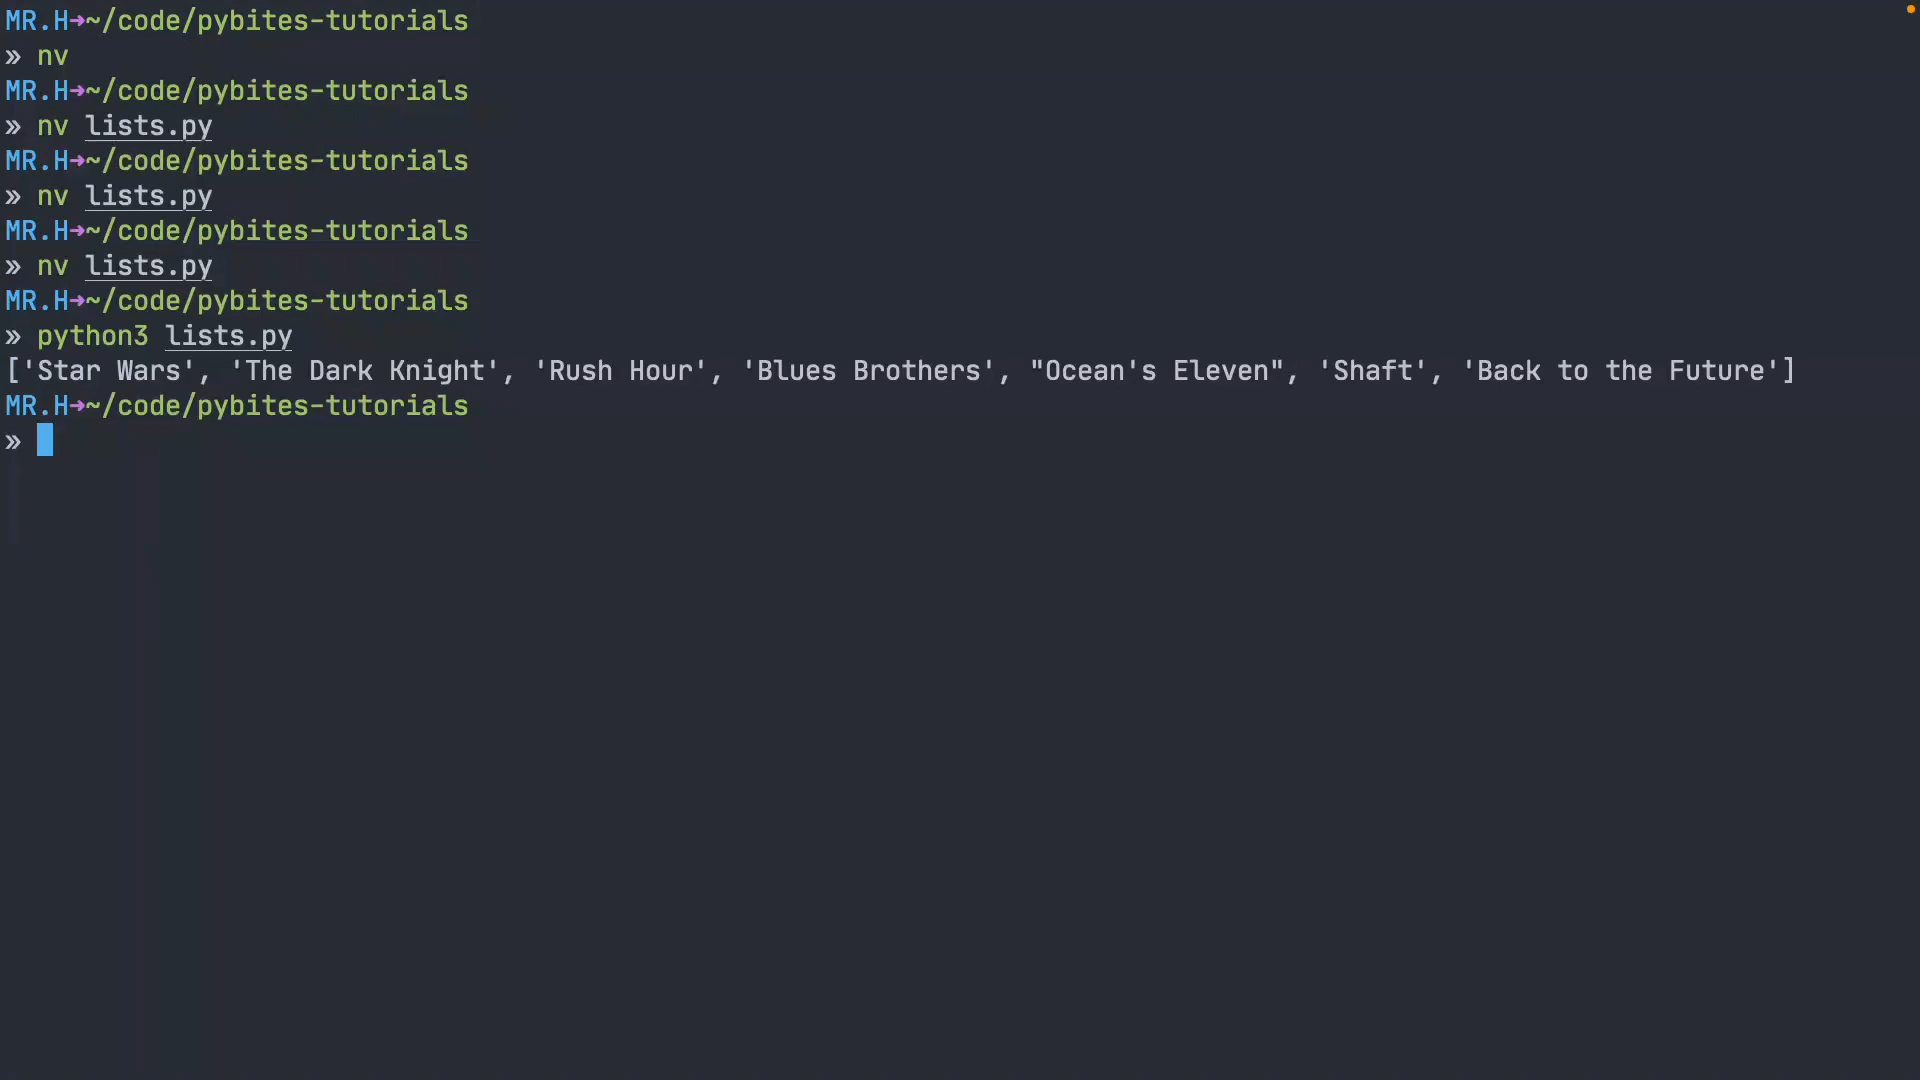 MR.H→~/code/pybites-tutorials
» nv
MR.H→~/code/pybites-tutorials
» nv lists.py
MR.H→~/code/pybites-tutorials
» nv lists.py
MR.H→~/code/pybites-tutorials
» nv lists.py
MR.H→~/code/pybites-tutorials
» python3 lists.py
['Star Wars', 'The Dark Knight', 'Rush Hour', 'Blues Brothers', "Ocean's Eleven", 'Shaft', 'Back to the Future']
MR.H→~/code/pybites-tutorials
»